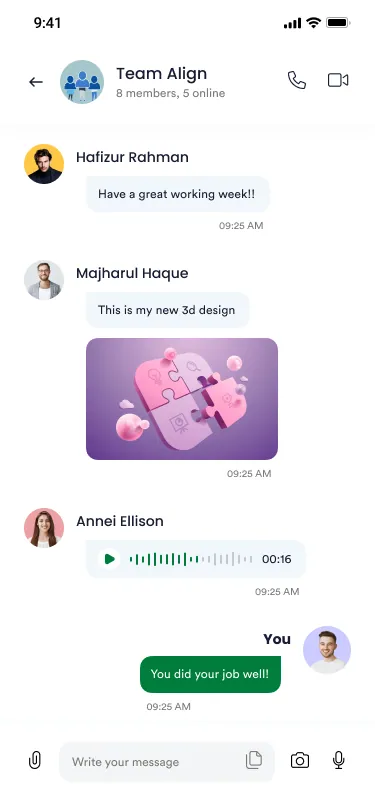 9:41
Team Align
8 members, 5 online
Hafizur Rahman
Have a great working week!!
09:25 AM
Majharul Haque
This is my new 3d design
09:25 AM
Annei Ellison
00:16
09:25 AM
You
You did your job well!
09:25 AM
Write your message